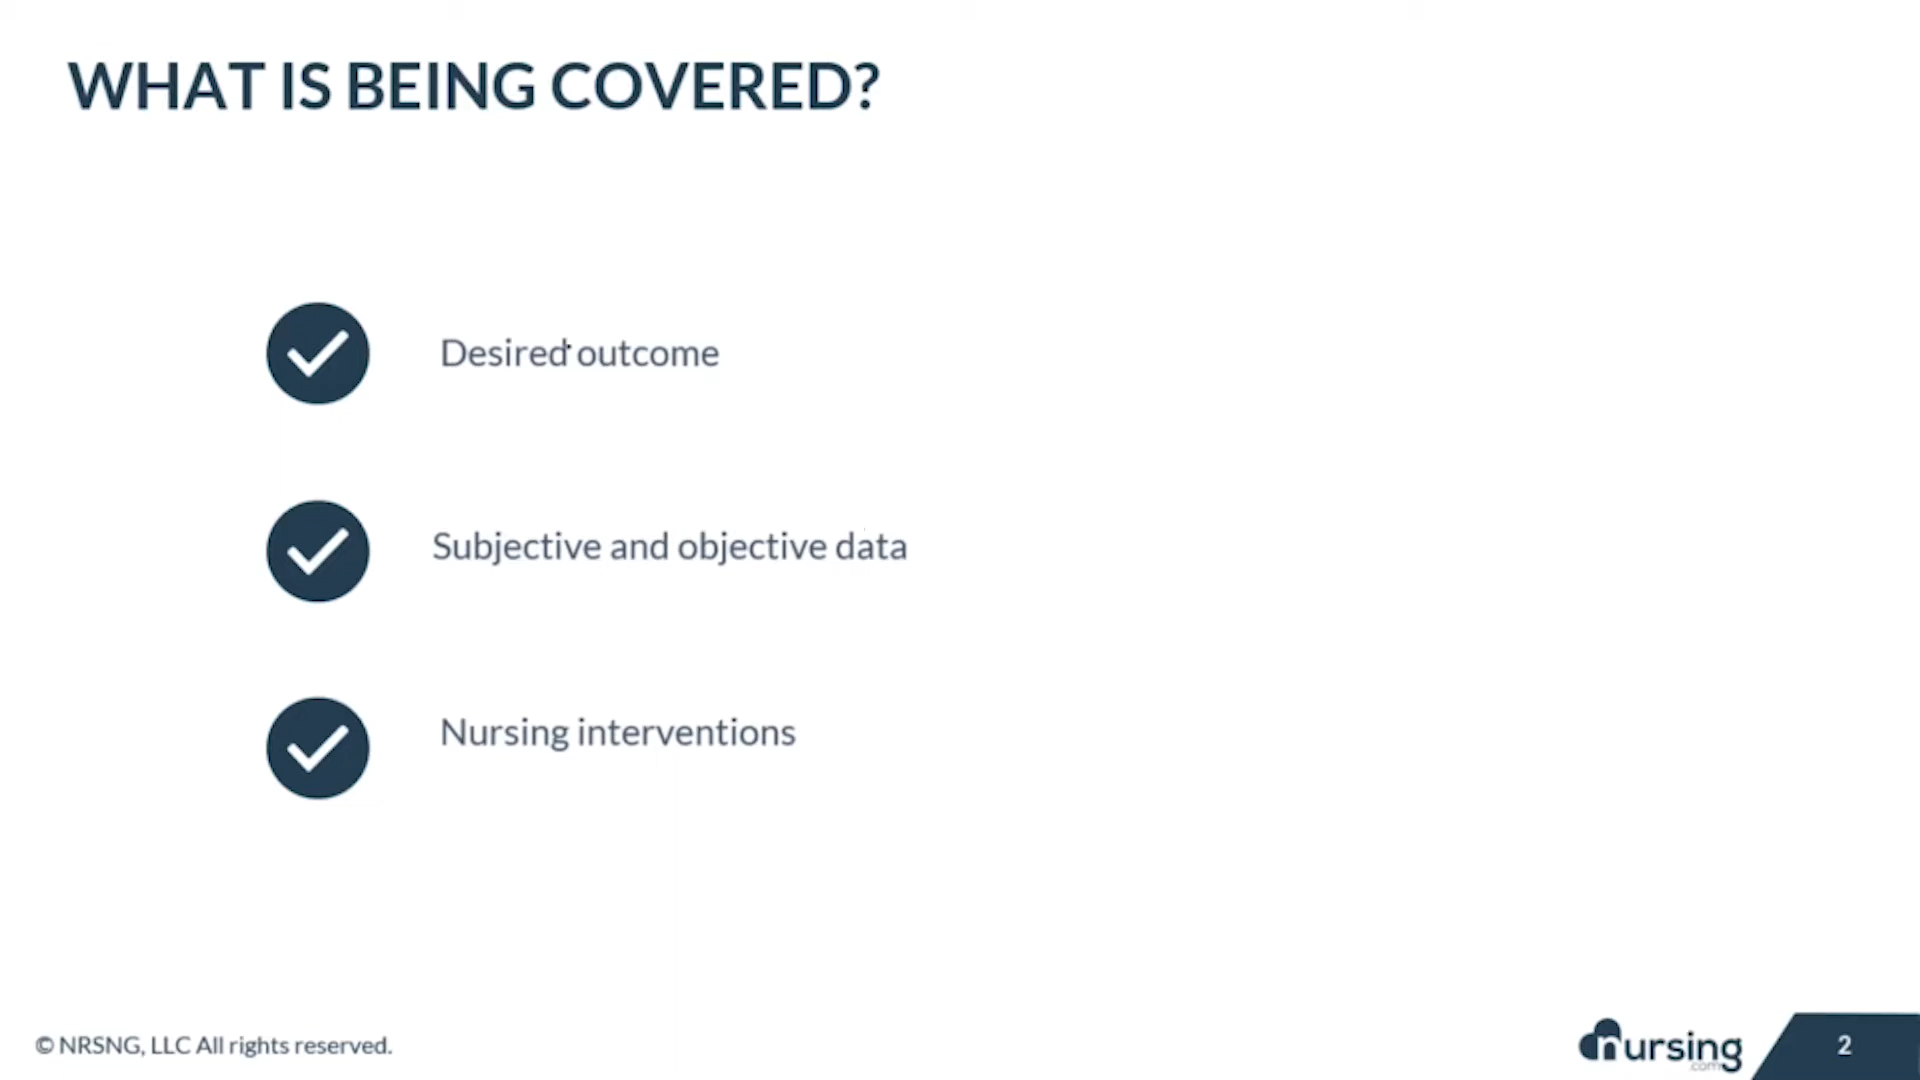 WHAT IS BEING COVERED?
Desired outcome
Subjective and objective data
Nursing interventions
© NRSNG, LLC All rights reserved.
nursing
.com
2